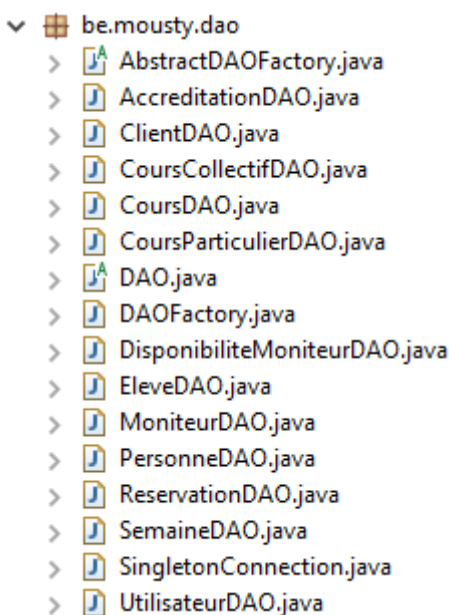 be.mousty.dao
AbstractDAOFactory.java
AccreditationDAO.java
ClientDAO.java
CoursCollectifDAO.java
CoursDAO.java
CoursParticulierDAO.java
DAO.java
DAOFactory.java
DisponibiliteMoniteurDAO.java
EleveDAO.java
MoniteurDAO.java
PersonneDAO.java
ReservationDAO.java
SemaineDAO.java
SingletonConnection.java
UtilisateurDAO.java